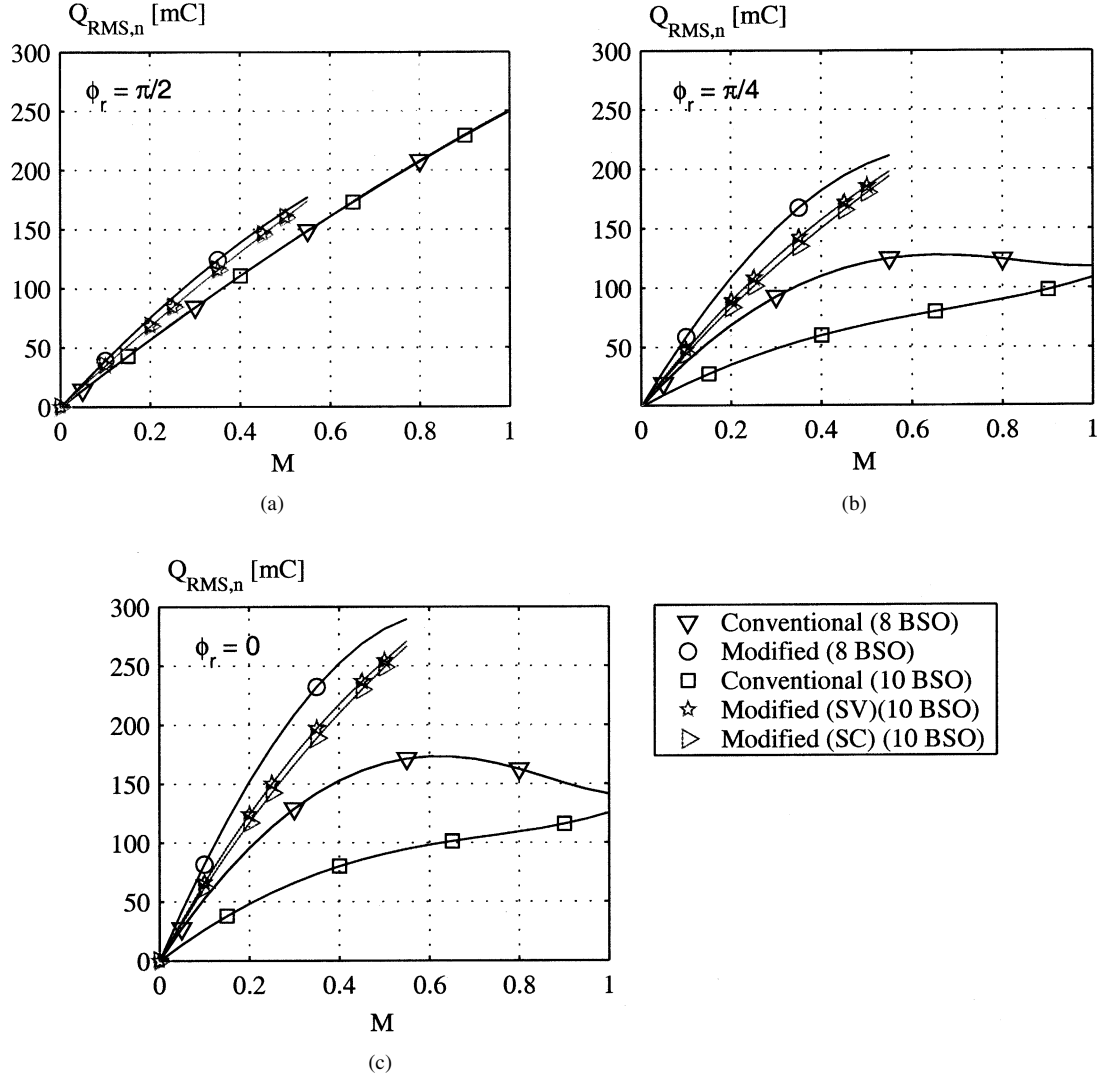 Q_RMS,n [mC]
300
250
200
150
100
50
0
ϕ_r = π/2
0 0.2 0.4 0.6 0.8 1
M
(a)
Q_RMS,n [mC]
300
250
200
150
100
50
0
ϕ_r = π/4
0 0.2 0.4 0.6 0.8 1
M
(b)
Q_RMS,n [mC]
300
250
200
150
100
50
0
ϕ_r = 0
0 0.2 0.4 0.6 0.8 1
M
(c)
Conventional (8 BSO)
Modified (8 BSO)
Conventional (10 BSO)
Modified (SV)(10 BSO)
Modified (SC) (10 BSO)